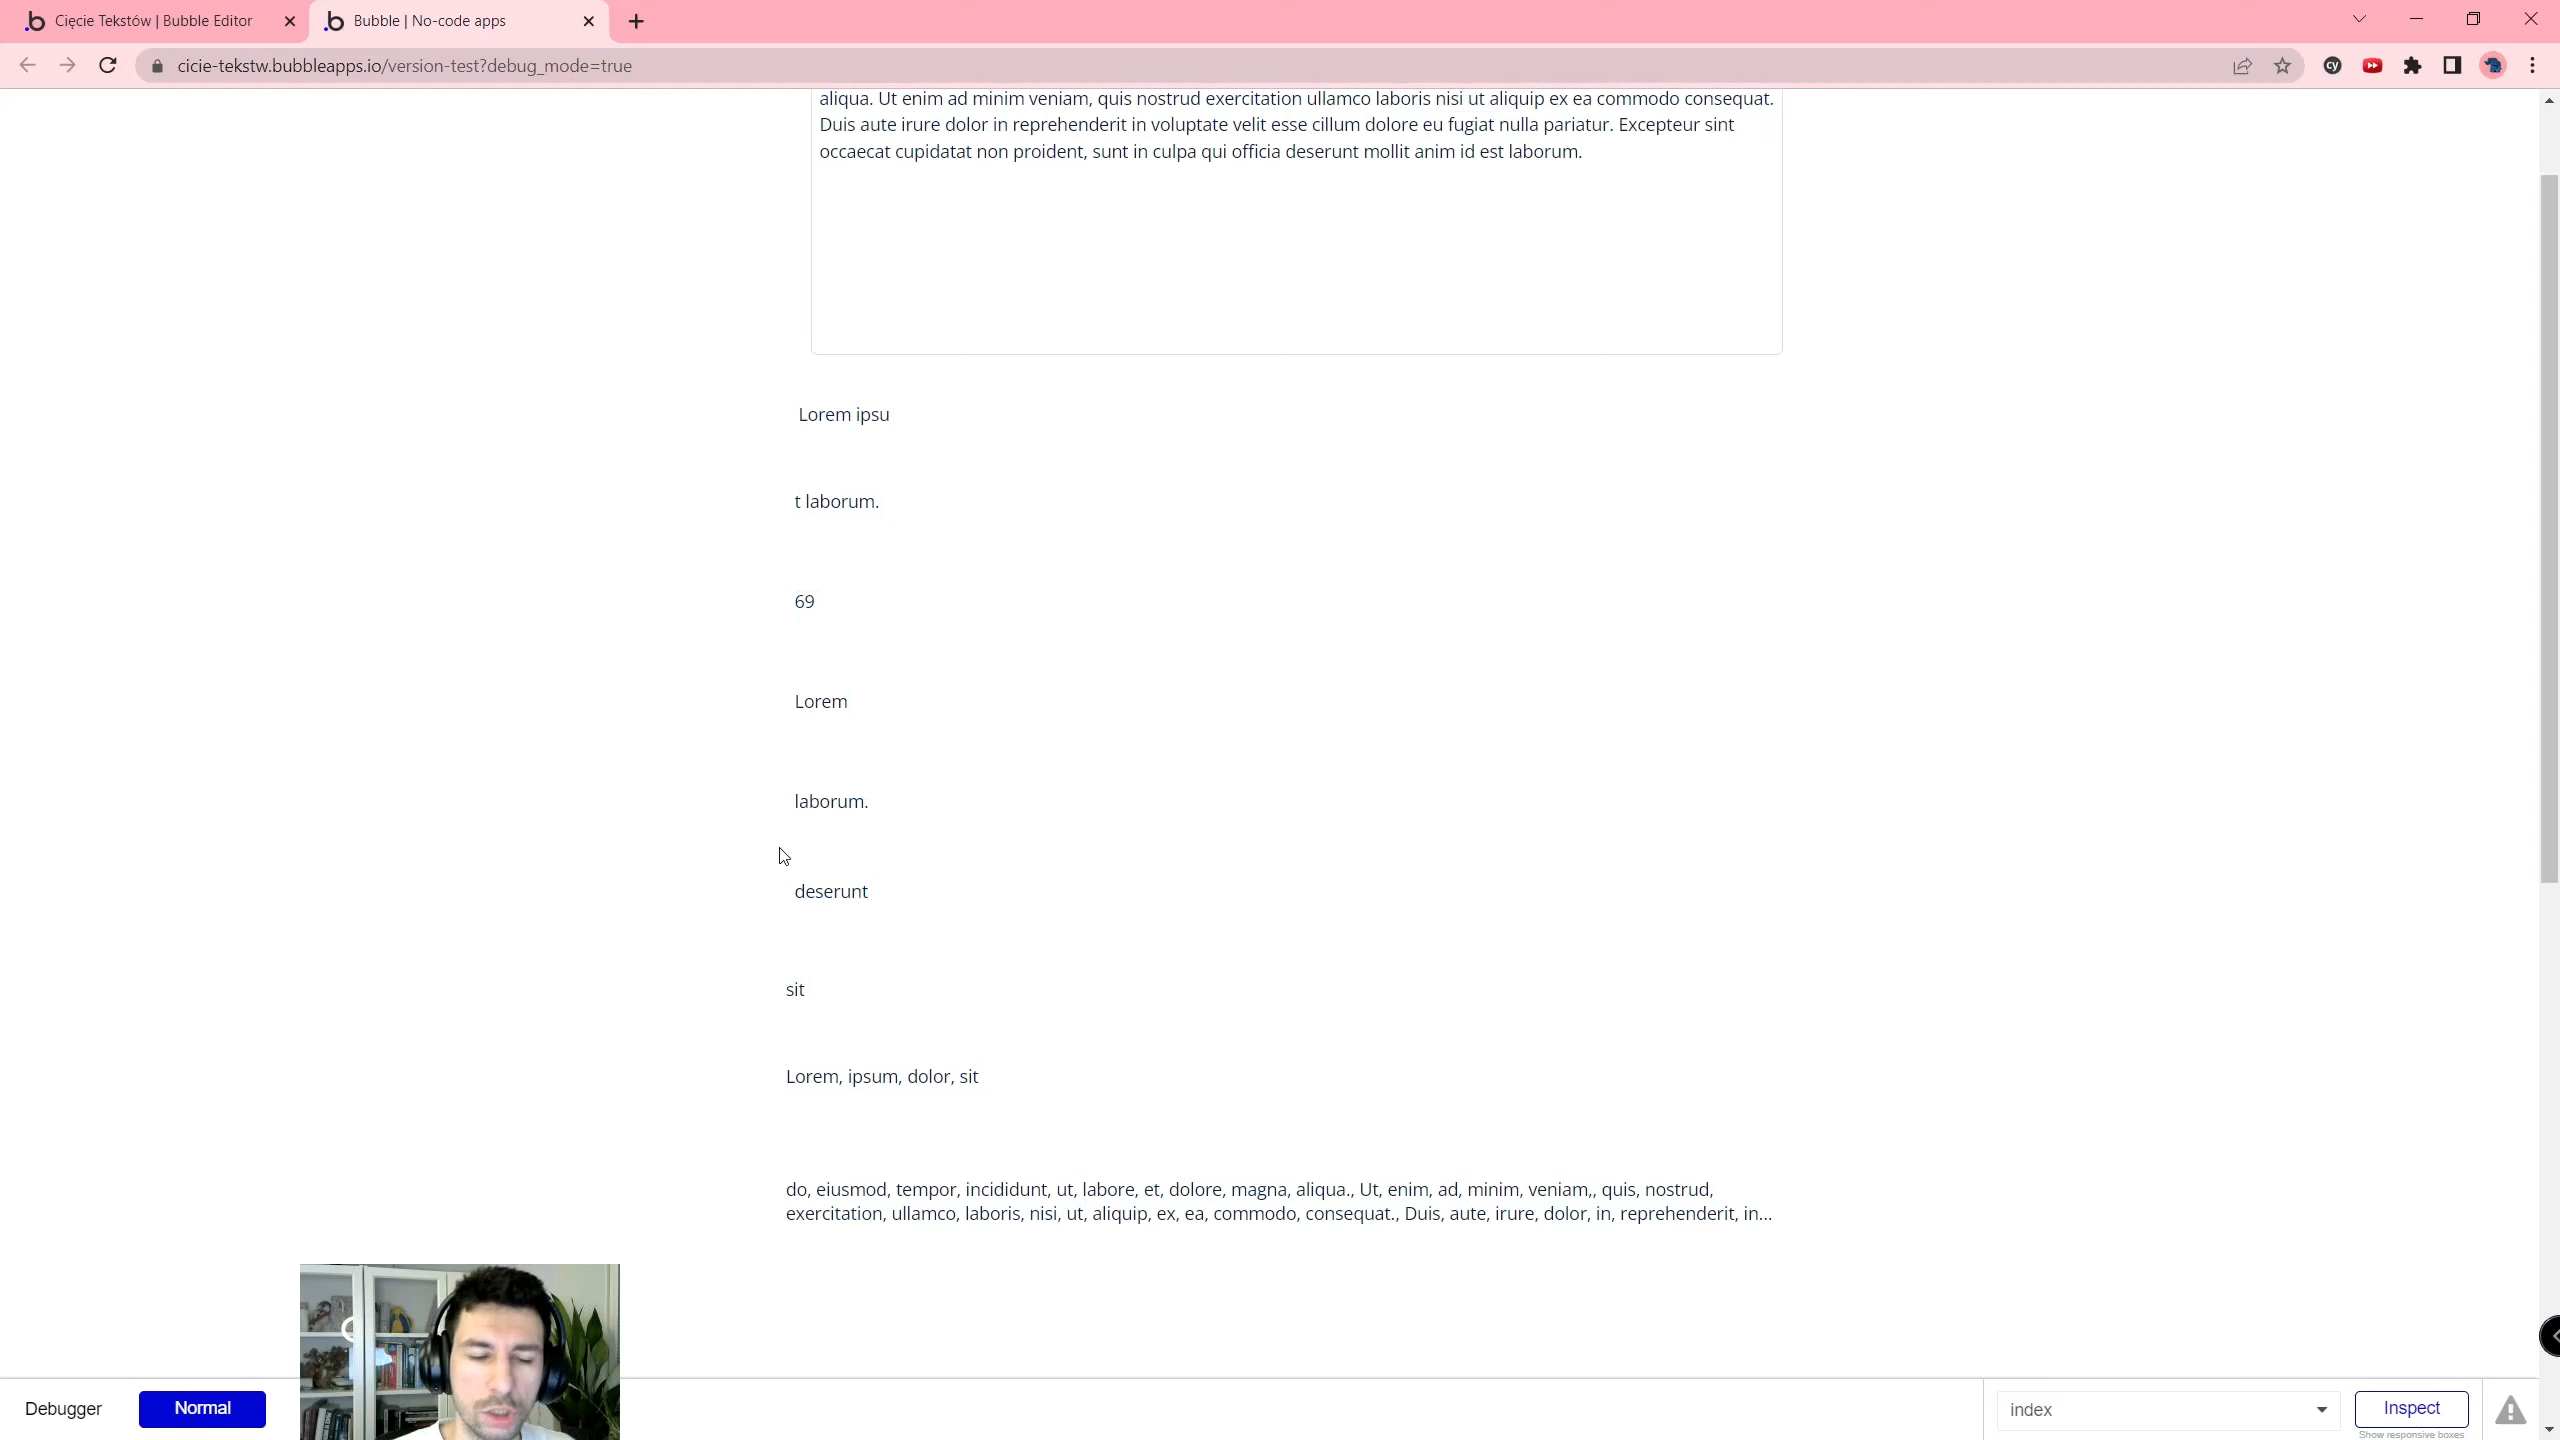 Cięcie Tekstów | Bubble Editor
Bubble | No-code apps
cicie-tekstw.bubbleapps.io/version-test?debug_mode=true
aliqua. Ut enim ad minim veniam, quis nostrud exercitation ullamco laboris nisi ut aliquip ex ea commodo consequat.
Duis aute irure dolor in reprehenderit in voluptate velit esse cillum dolore eu fugiat nulla pariatur. Excepteur sint
occaecat cupidatat non proident, sunt in culpa qui officia deserunt mollit anim id est laborum.
Lorem ipsu
t laborum.
69
Lorem
laborum.
deserunt
sit
Lorem, ipsum, dolor, sit
do, eiusmod, tempor, incididunt, ut, labore, et, dolore, magna, aliqua., Ut, enim, ad, minim, veniam,, quis, nostrud,
exercitation, ullamco, laboris, nisi, ut, aliquip, ex, ea, commodo, consequat., Duis, aute, irure, dolor, in, reprehenderit, in...
Debugger
Normal
index
Inspect
Show responsive boxes